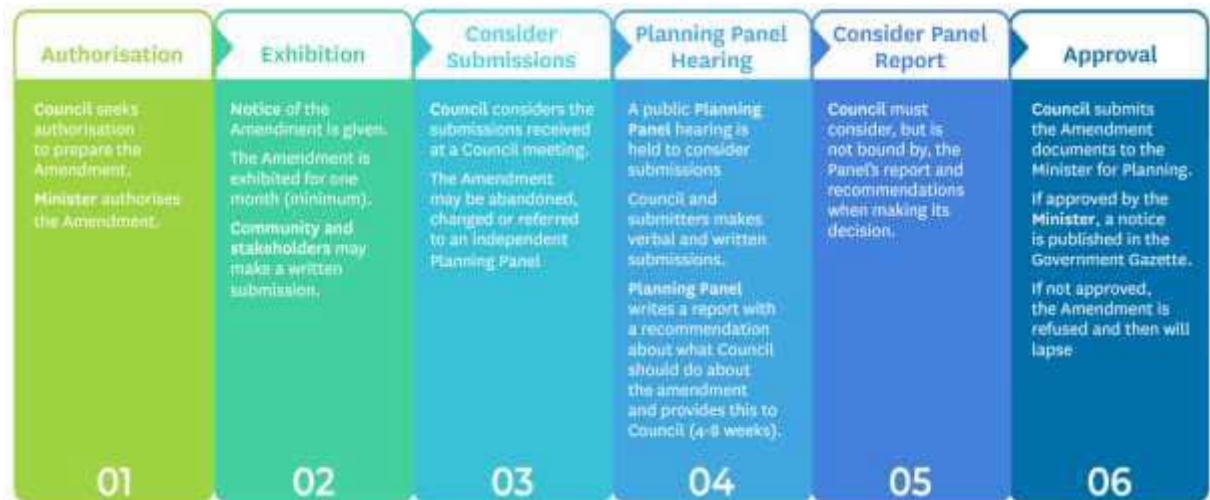 Authorisation
Council seeks
authorisation
to prepare the
Amendment.
Minister authorises
the Amendment.
01
Exhibition
Notice of the
Amendment is given.
The Amendment is
exhibited for one
month (minimum).
Community and
stakeholders may
make a written
submission.
02
Consider
Submissions
Council considers the
submissions received
at a Council meeting.
The Amendment
may be abandoned,
changed or referred
to an independent
Planning Panel
03
Planning Panel
Hearing
A public Planning
Panel hearing is
held to consider
submissions
Council and
submitters makes
verbal and written
submissions.
Planning Panel
writes a report with
a recommendation
about what Council
should do about
the amendment
and provides this to
Council (4-8 weeks).
04
Consider Panel
Report
Council must
consider, but is
not bound by, the
Panel's report and
recommendations
when making its
decision.
05
Approval
Council submits
the Amendment
documents to the
Minister for Planning.
If approved by the
Minister, a notice
is published in the
Government Gazette.
If not approved,
the Amendment is
refused and then will
lapse
06